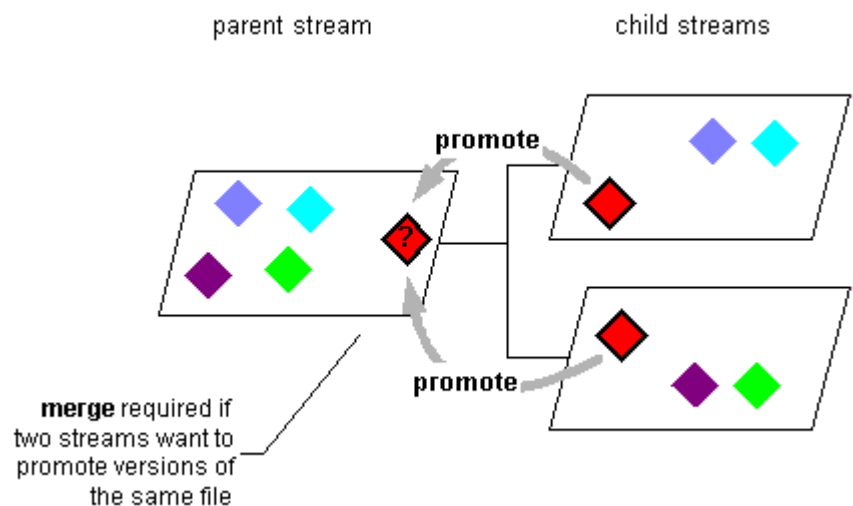 parent stream
child streams
promote
?
promote
merge required if
two streams want to
promote versions of
the same file